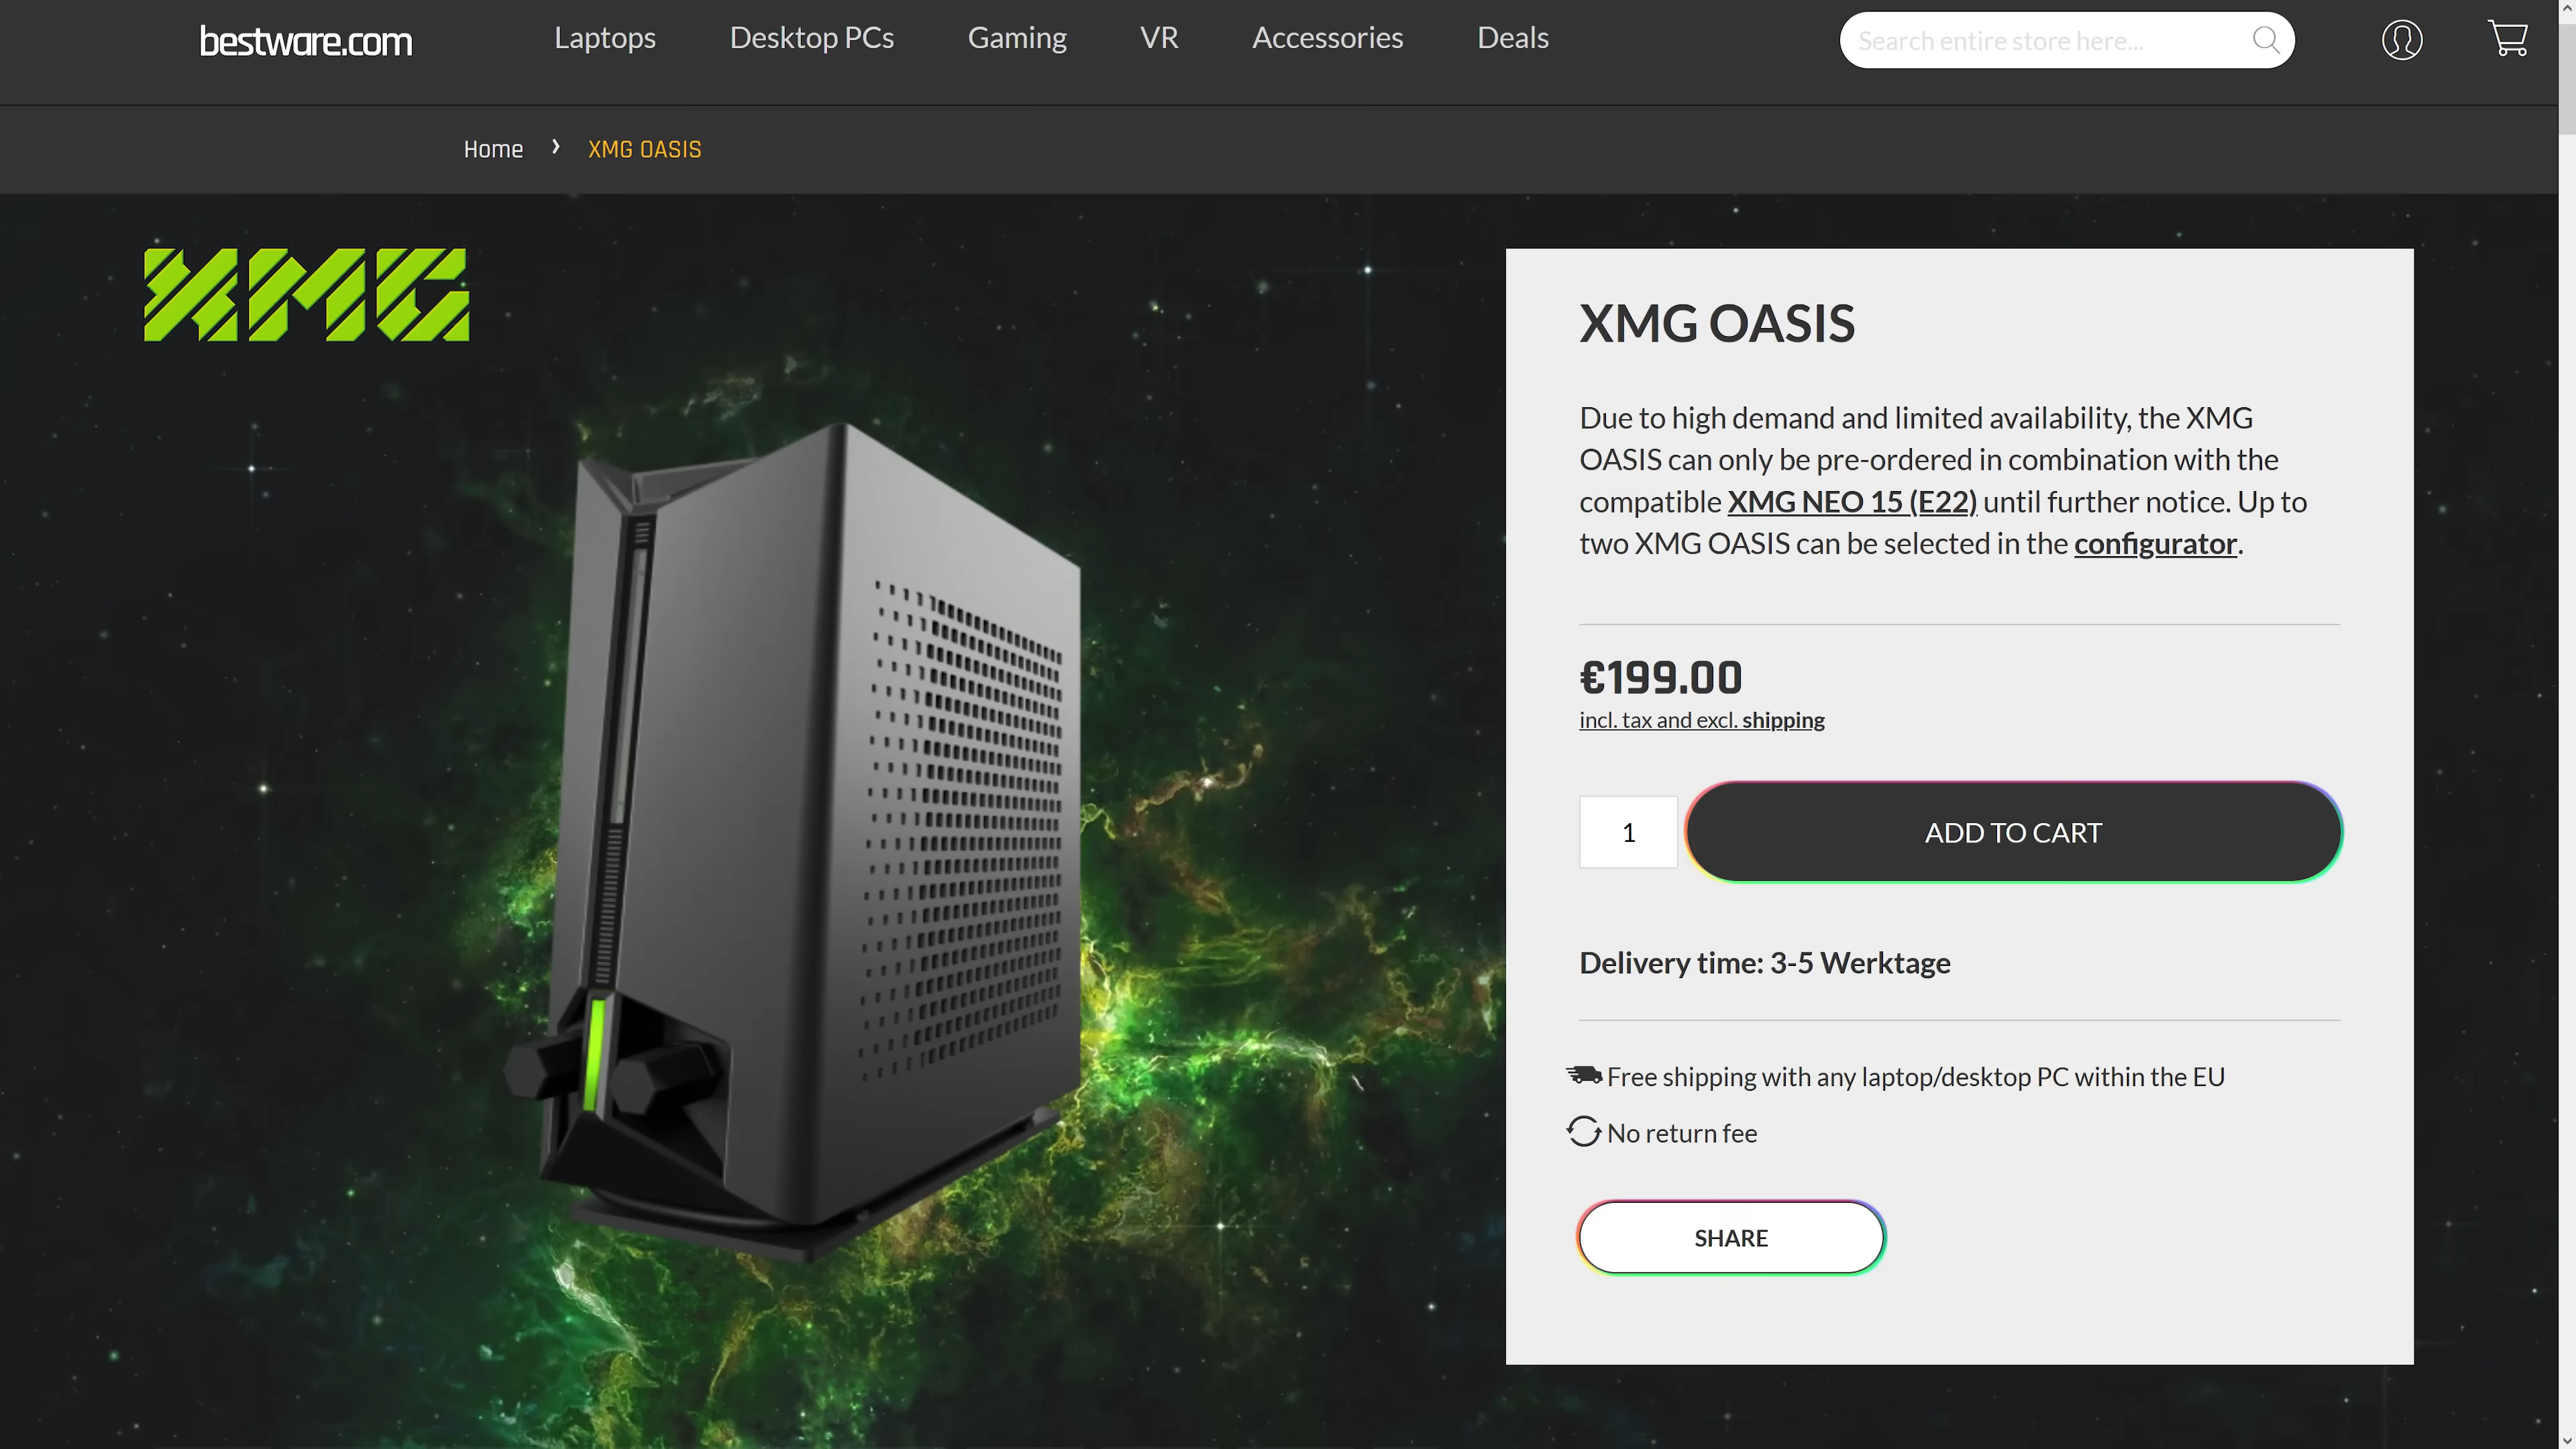 bestware.com
Laptops
Desktop PCs
Gaming
VR
Accessories
Deals
Search entire store here...
Home › XMG OASIS
XMG
XMG OASIS
Due to high demand and limited availability, the XMG
OASIS can only be pre-ordered in combination with the
compatible XMG NEO 15 (E22) until further notice. Up to
two XMG OASIS can be selected in the configurator.
€199.00
incl. tax and excl. shipping
1
ADD TO CART
Delivery time: 3-5 Werktage
Free shipping with any laptop/desktop PC within the EU
No return fee
SHARE